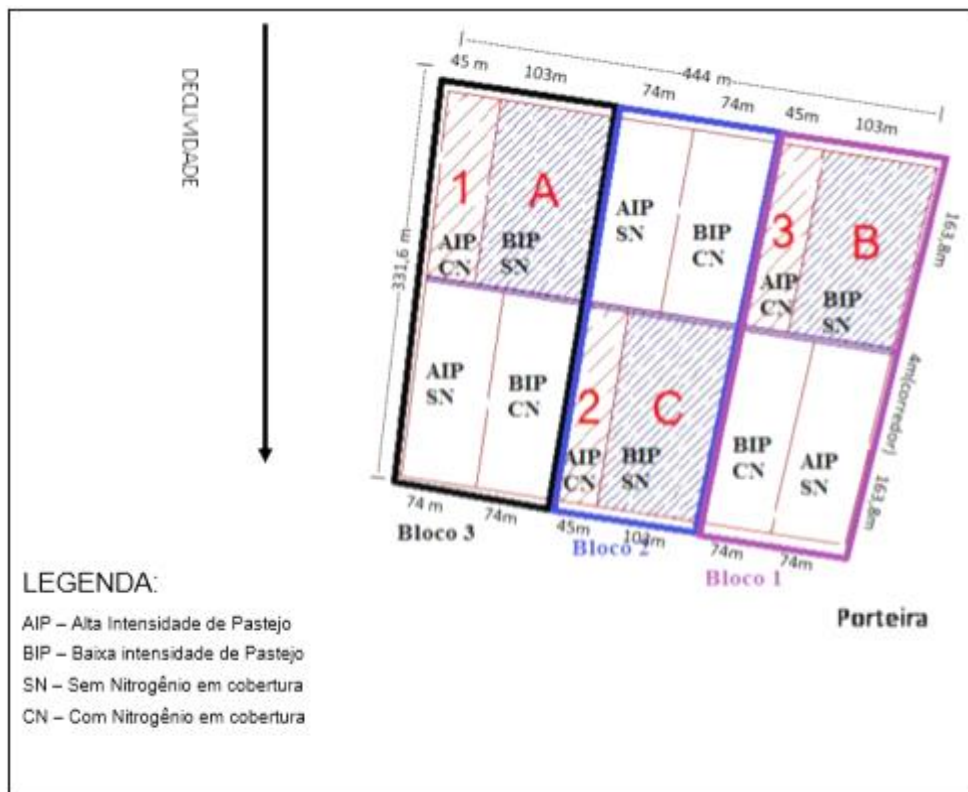 DECLIVIDADE
444 m
45 m
103m
74m
74m
45m
103m
331,6 m
163,8m
4m(corredor)
163,8m
1
A
AIP
CN
BIP
SN
AIP
SN
BIP
CN
3
B
AIP
CN
BIP
SN
AIP
SN
BIP
CN
2
C
AIP
CN
BIP
SN
BIP
CN
AIP
SN
74 m
74m
45m
103m
74m
74m
Bloco 3
Bloco 2
Bloco 1
Porteira
LEGENDA:
AIP – Alta Intensidade de Pastejo
BIP – Baixa intensidade de Pastejo
SN – Sem Nitrogênio em cobertura
CN – Com Nitrogênio em cobertura